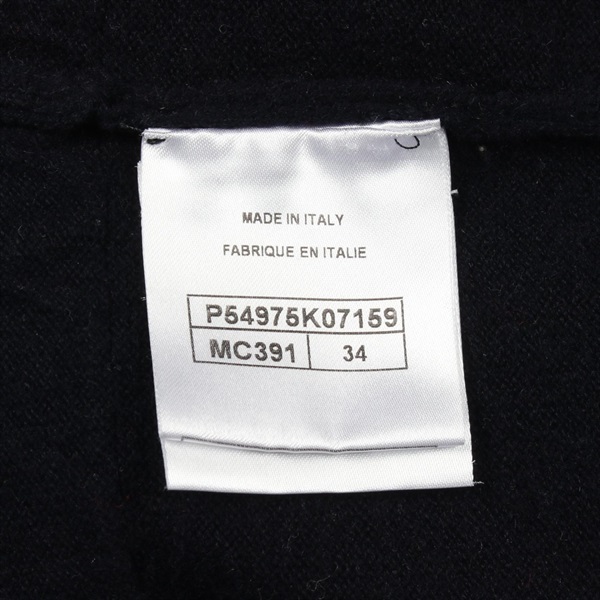 MADE IN ITALY
FABRIQUE EN ITALIE
P54975K07159
MC391 34